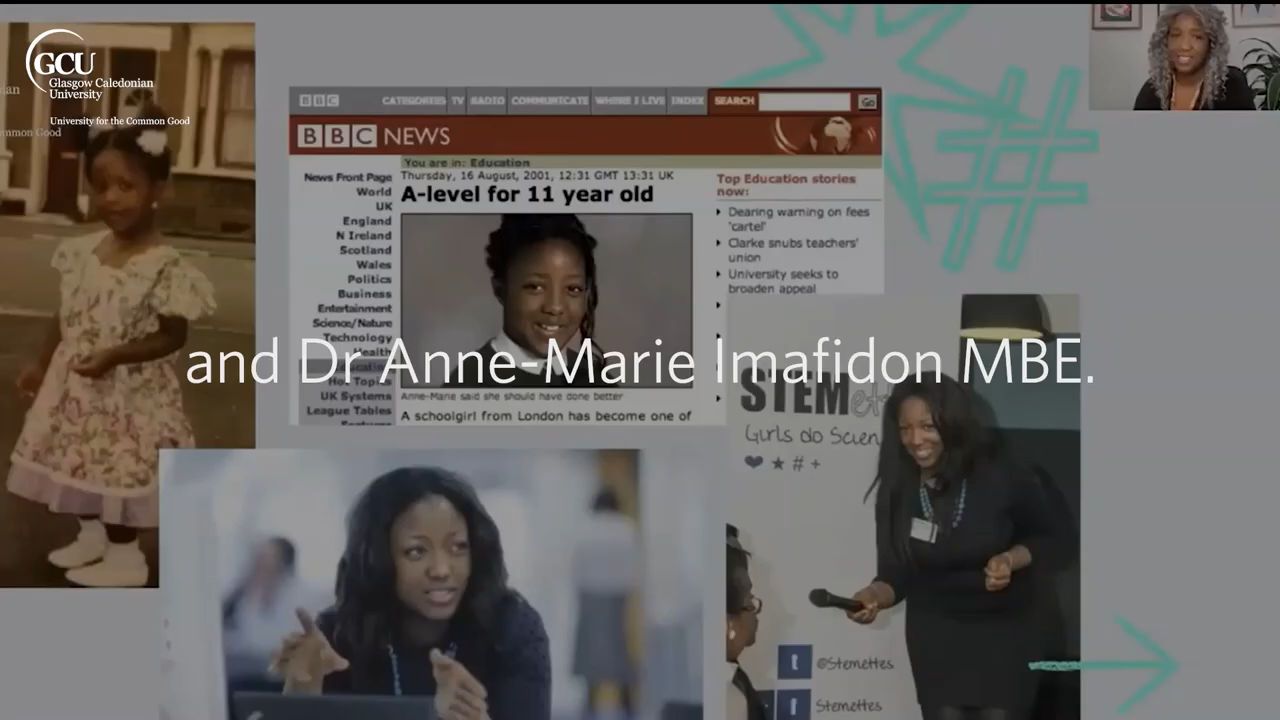 GCU
Glasgow Caledonian
University
University for the Common Good
BBC
CATEGORIES TV RADIO COMMUNICATE WHERE I LIVE INDEX SEARCH Go
BBC NEWS
You are in: Education
Thursday, 16 August, 2001, 12:31 GMT 13:31 UK
A-level for 11 year old
News Front Page
World
UK
England
N Ireland
Scotland
Wales
Politics
Business
Entertainment
Science/Nature
Technology
Health
Hot Topics
UK Systems
League Tables
Anne-Marie said she should have done better
A schoolgirl from London has become one of
Top Education stories
now:
Dearing warning on fees
'cartel'
Clarke snubs teachers'
union
University seeks to
broaden appeal
and Dr Anne-Marie Imafidon MBE.
STEMette
Girls do Scien
@Stemettes
Stemettes